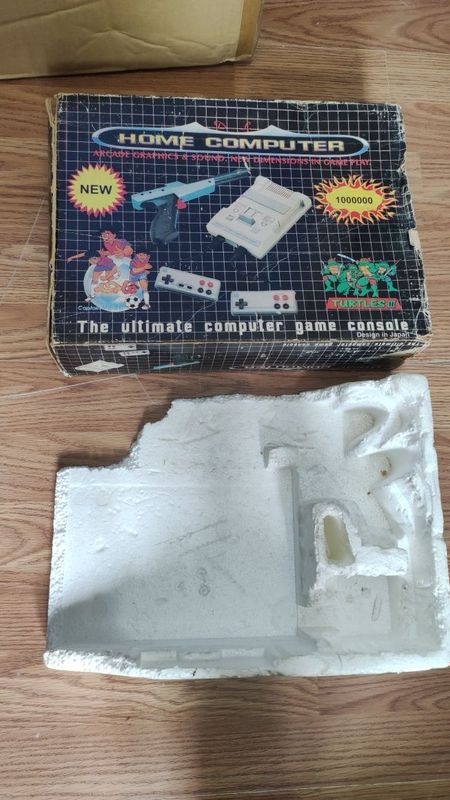 HOME COMPUTER
ARCADE GRAPHICS & SOUND. NEW DIMENSIONS IN GAME PLAY.
NEW
1000000
TURTLES II
The ultimate computer game console
Design in Japan